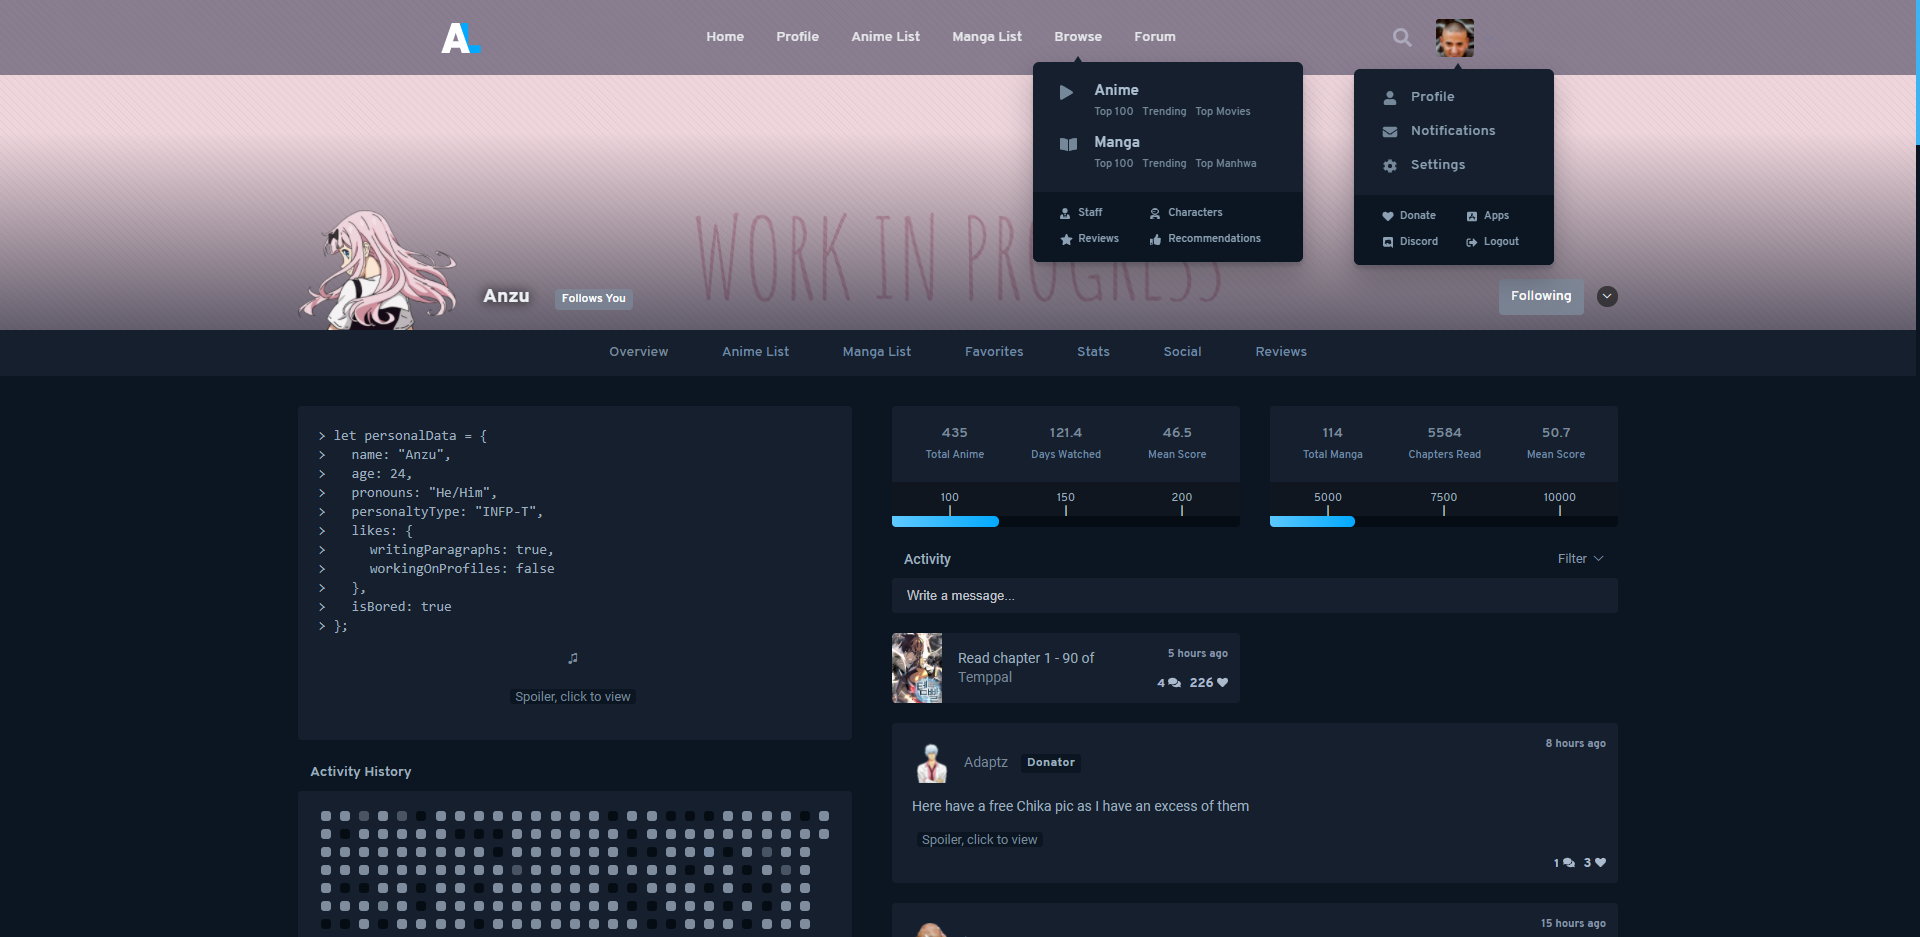 AL
Home Profile Anime List Manga List Browse Forum
Anime
Top 100 Trending Top Movies
Manga
Top 100 Trending Top Manhwa
Staff Characters
Reviews Recommendations
Profile
Notifications
Settings
Donate Apps
Discord Logout
WORK IN PROGRESS
Anzu Follows You
Following
Overview Anime List Manga List Favorites Stats Social Reviews
> let personalData = {
> name: "Anzu",
> age: 24,
> pronouns: "He/Him",
> personaltyType: "INFP-T",
> likes: {
> writingParagraphs: true,
> workingOnProfiles: false
> },
> isBored: true
> };
♫
Spoiler, click to view
Activity History
435 121.4 46.5
Total Anime Days Watched Mean Score
100 150 200
114 5584 50.7
Total Manga Chapters Read Mean Score
5000 7500 10000
Activity Filter
Write a message...
Read chapter 1 - 90 of
Temppal
5 hours ago
4 226
텐빨
8 hours ago
Adaptz Donator
Here have a free Chika pic as I have an excess of them
Spoiler, click to view
1 3
15 hours ago